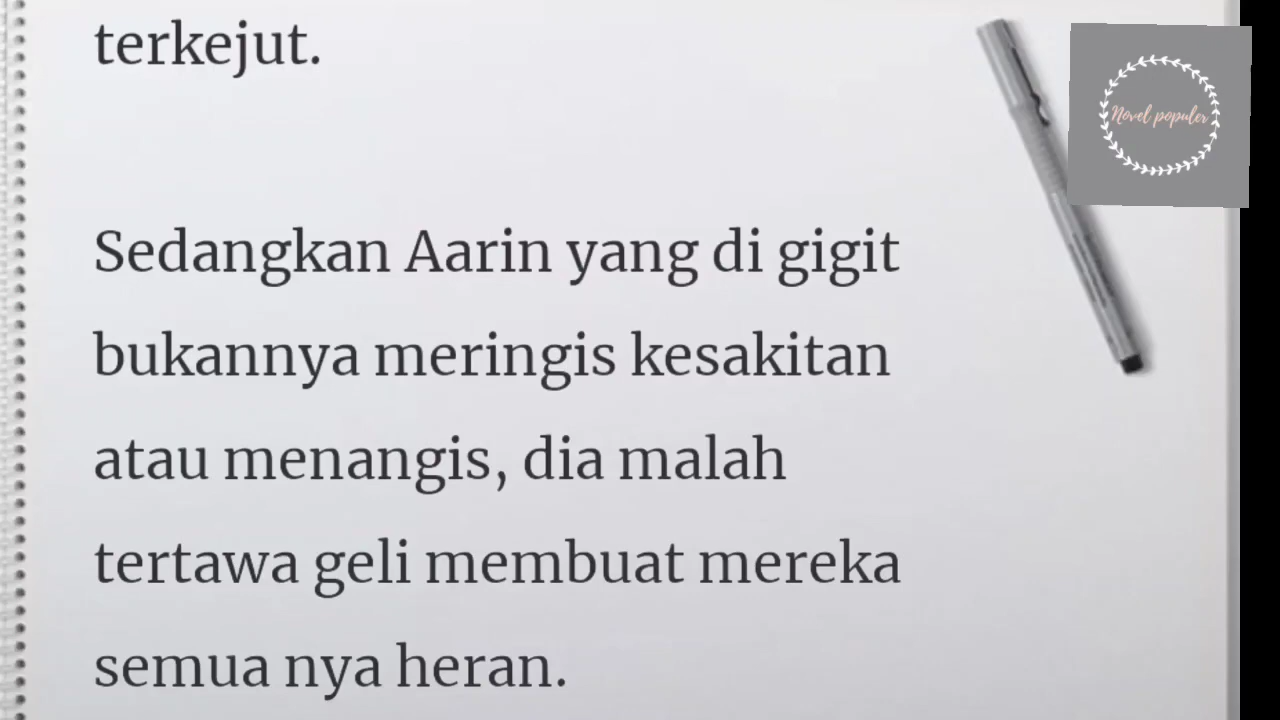 terkejut.
Novel populer
Sedangkan Aarin yang di gigit
bukannya meringis kesakitan
atau menangis, dia malah
tertawa geli membuat mereka
semua nya heran.